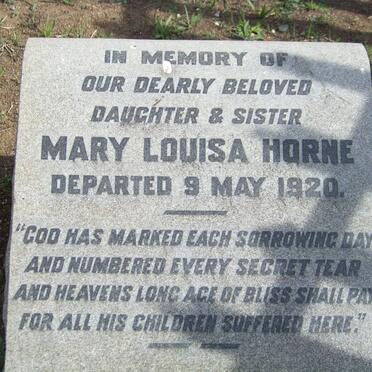 IN MEMORY OF
OUR DEARLY BELOVED
DAUGHTER & SISTER
MARY LOUISA HORNE
DEPARTED 9 MAY 1920.
"GOD HAS MARKED EACH SORROWING DAY
AND NUMBERED EVERY SECRET TEAR
AND HEAVENS LONG AGE OF BLISS SHALL PAY
FOR ALL HIS CHILDREN SUFFERED HERE."